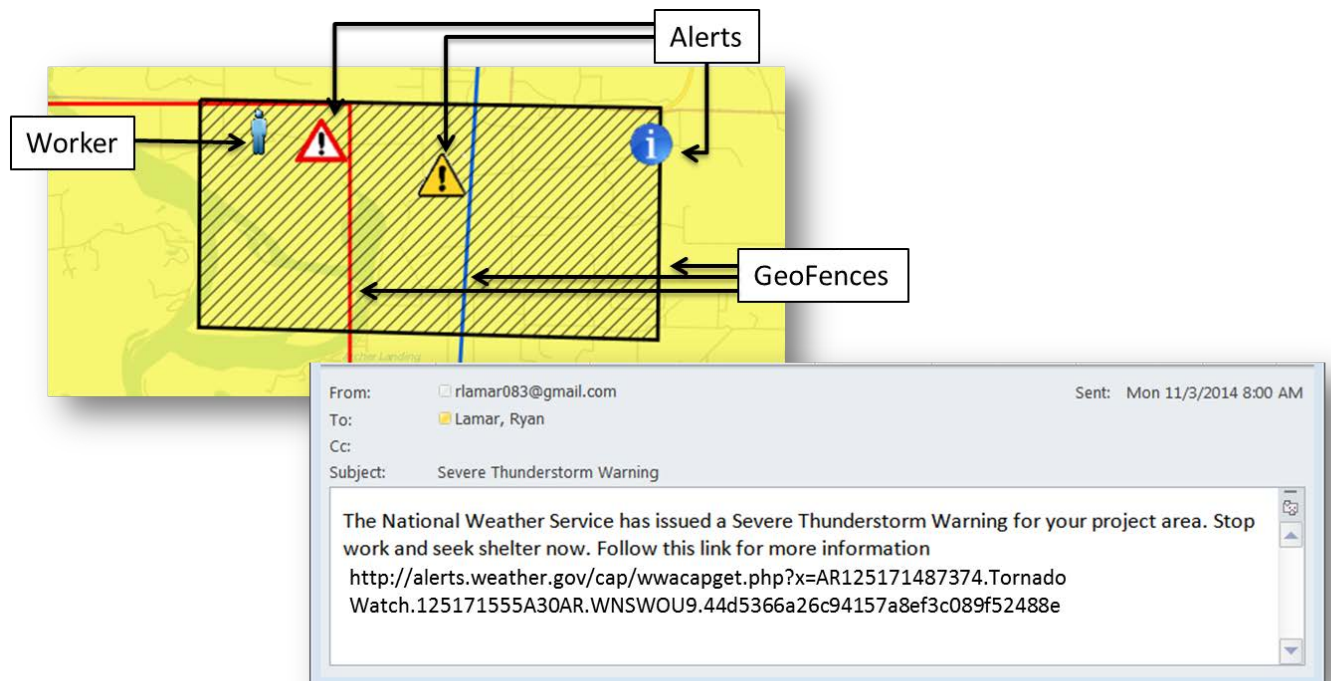 Alerts
Worker
GeoFences
Archer Landing
From: rlamar083@gmail.com Sent: Mon 11/3/2014 8:00 AM
To: Lamar, Ryan
Cc:
Subject: Severe Thunderstorm Warning
The National Weather Service has issued a Severe Thunderstorm Warning for your project area. Stop
work and seek shelter now. Follow this link for more information
http://alerts.weather.gov/cap/wwacapget.php?x=AR125171487374.Tornado
Watch.125171555A30AR.WNSWOU9.44d5366a26c94157a8ef3c089f52488e